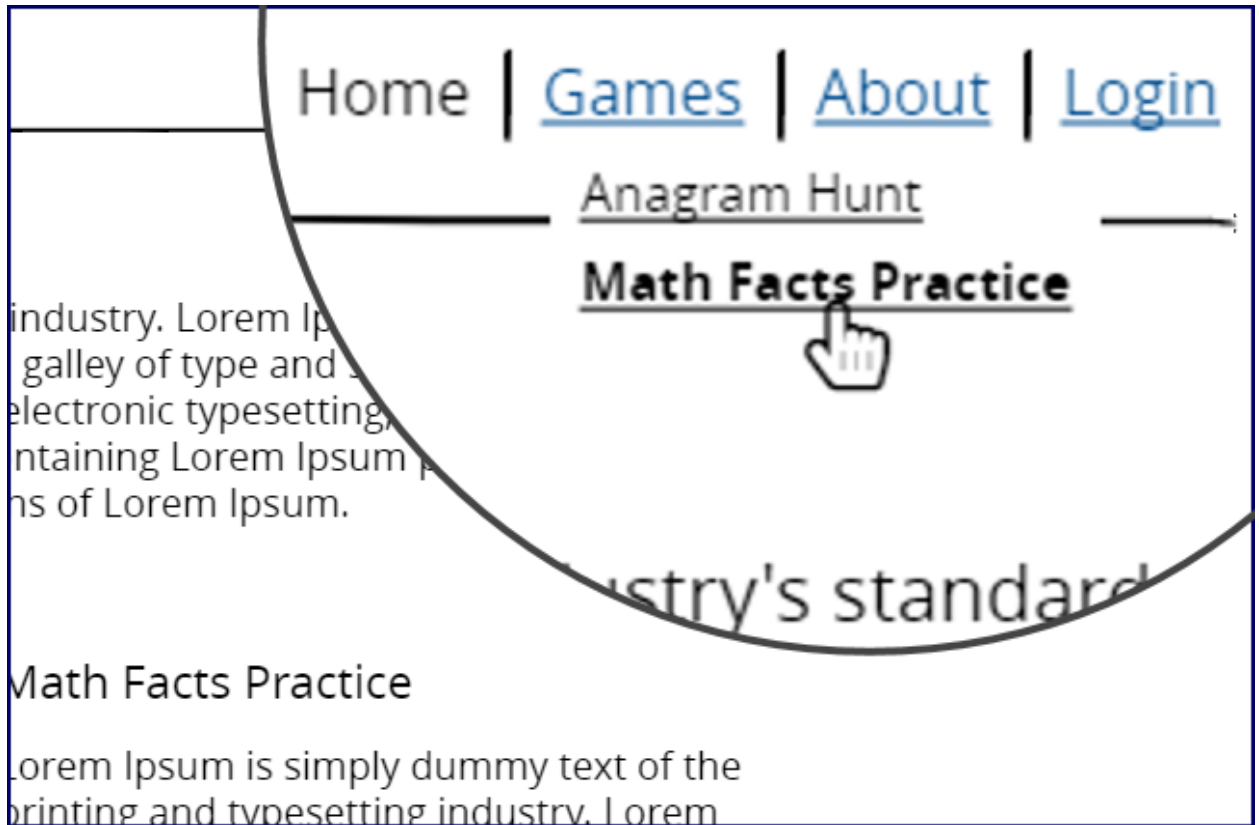 Home | Games | About | Login
Anagram Hunt
Math Facts Practice
industry. Lorem Ip
galley of type and
electronic typesetting,
ntaining Lorem Ipsum
ns of Lorem Ipsum.
ustry's standard
Math Facts Practice
Lorem Ipsum is simply dummy text of the
printing and typesetting industry. Lorem